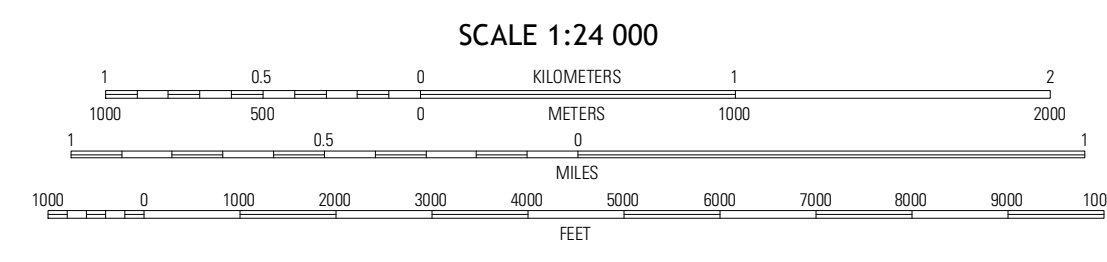 SCALE 1:24 000
1 0.5 0 KILOMETERS 1 2
1000 500 0 METERS 1000 2000
1 0.5 0 1
MILES
1000 0 1000 2000 3000 4000 5000 6000 7000 8000 9000 100
FEET